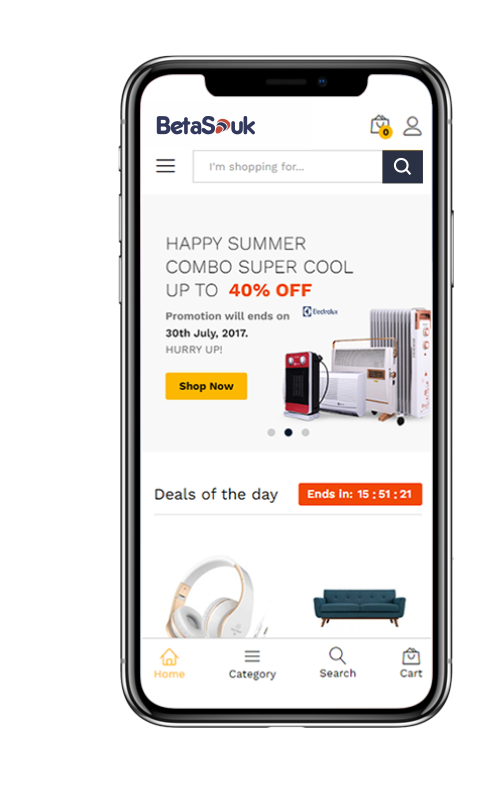 BetaSouk
0
I'm shopping for...
HAPPY SUMMER
COMBO SUPER COOL
UP TO 40% OFF
Promotion will ends on
Electrolux
30th July, 2017.
HURRY UP!
Shop Now
Deals of the day
Ends in: 15 : 51 : 21
Home
Category
Search
Cart